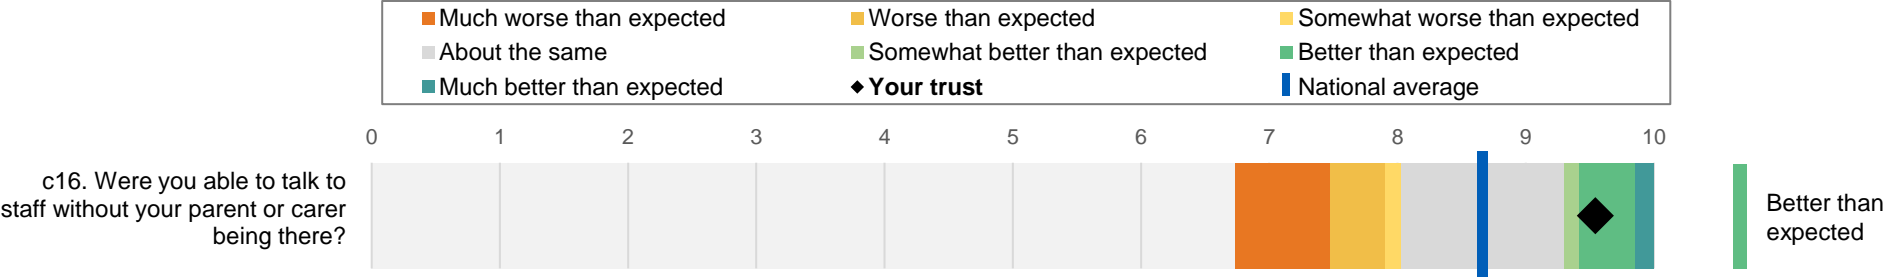 Much worse than expected
Worse than expected
Somewhat worse than expected
About the same
Somewhat better than expected
Better than expected
Much better than expected
Your trust
National average
0 1 2 3 4 5 6 7 8 9 10
c16. Were you able to talk to
staff without your parent or carer
being there?
Better than
expected